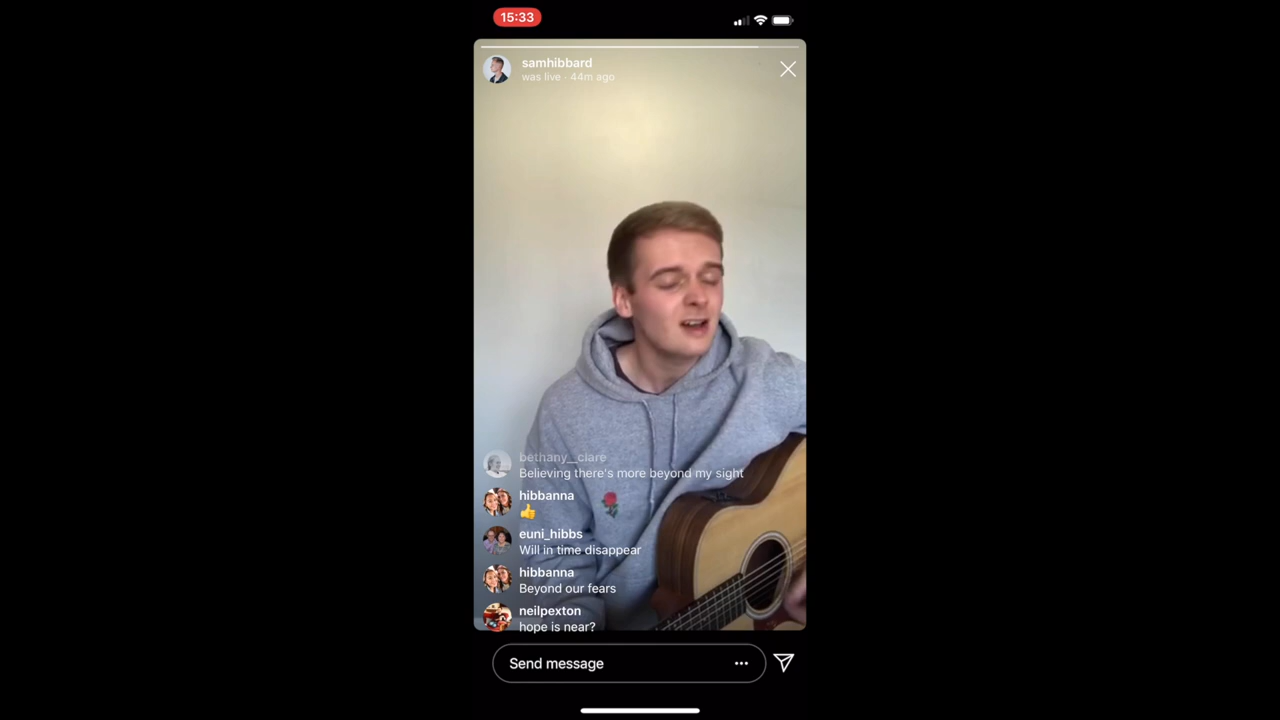 15:33
samhibbard
was live · 44m ago
bethany__clare
Believing there's more beyond my sight
hibbanna
👍
euni_hibbs
Will in time disappear
hibbanna
Beyond our fears
neilpexton
hope is near?
Send message